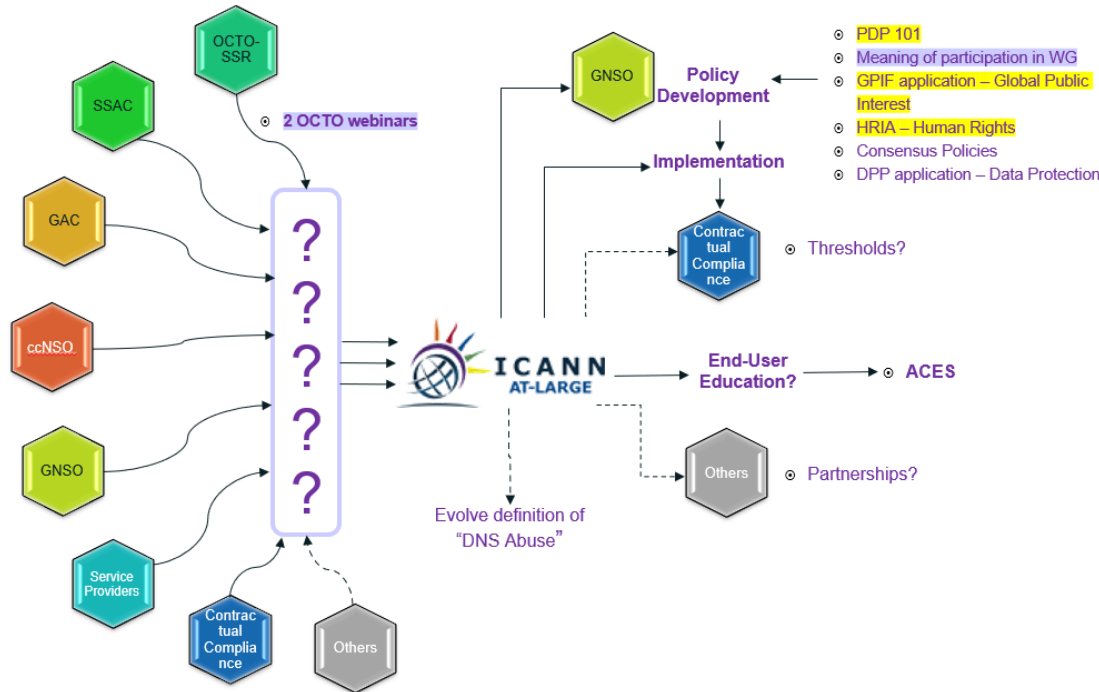 OCTO-
SSR
SSAC
2 OCTO webinars
GAC
ccNSO
GNSO
Service
Providers
Contrac
tual
Complia
nce
Others
?
?
?
?
?
ICANN
AT-LARGE
GNSO
Policy
Development
PDP 101
Meaning of participation in WG
GPIF application – Global Public
Interest
HRIA – Human Rights
Consensus Policies
DPP application – Data Protection
Implementation
Contrac
tual
Complia
nce
Thresholds?
End-User
Education?
ACES
Others
Partnerships?
Evolve definition of
“DNS Abuse”